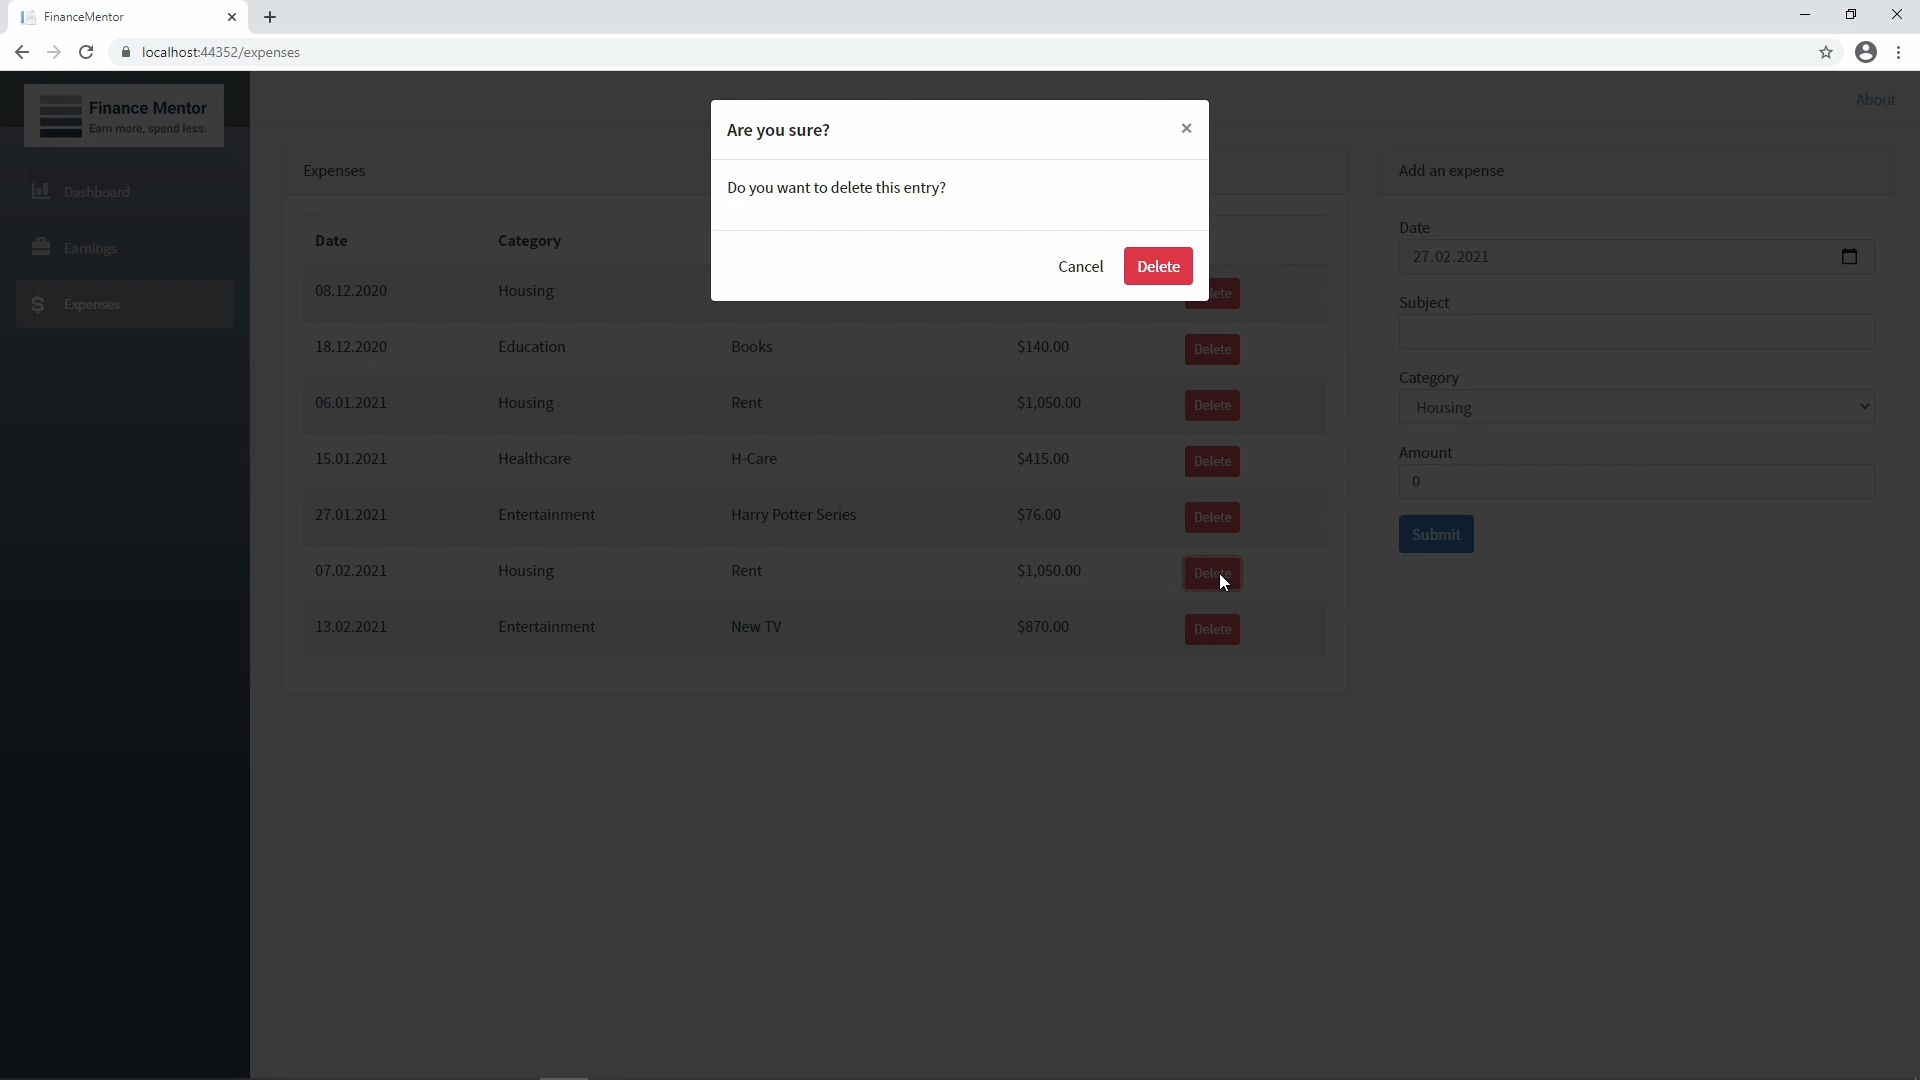 FinanceMentor
localhost:44352/expenses
Finance Mentor
Earn more, spend less.
About
Dashboard
Earnings
Expenses
Are you sure? ×
Do you want to delete this entry?
Cancel Delete
Expenses
Date Category
08.12.2020 Housing lete
18.12.2020 Education Books $140.00 Delete
06.01.2021 Housing Rent $1,050.00 Delete
15.01.2021 Healthcare H-Care $415.00 Delete
27.01.2021 Entertainment Harry Potter Series $76.00 Delete
07.02.2021 Housing Rent $1,050.00 Delete
13.02.2021 Entertainment New TV $870.00 Delete
Add an expense
Date
27.02.2021
Subject
Category
Housing
Amount
0
Submit